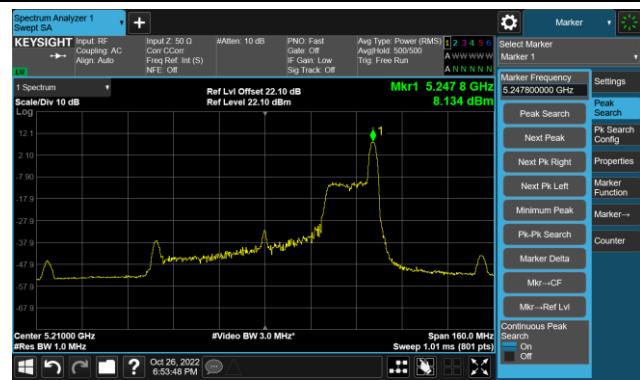 Spectrum Analyzer 1
Swept SA
Marker
KEYSIGHT
Input: RF
Coupling: AC
Align: Auto
Input Z: 50 Ω
Corr CCorr
Freq Ref: Int (S)
NFE: Off
#Atten: 10 dB
PNO: Fast
Gate: Off
IF Gain: Low
Sig Track: Off
Avg Type: Power (RMS)
Avg|Hold: 500/500
Trig: Free Run
1 2 3 4 5 6
A W W W W W
A N N N N N
Select Marker
Marker 1
1 Spectrum
Scale/Div 10 dB
Log
Ref Lvl Offset 22.10 dB
Ref Level 22.10 dBm
Mkr1 5.247 8 GHz
8.134 dBm
12.1
2.10
-7.90
-17.9
-27.9
-37.9
-47.9
-57.9
-67.9
1
Center 5.21000 GHz
#Res BW 1.0 MHz
#Video BW 3.0 MHz*
Span 160.0 MHz
Sweep 1.01 ms (801 pts)
Marker Frequency
5.247800000 GHz
Peak Search
Next Peak
Next Pk Right
Next Pk Left
Minimum Peak
Pk-Pk Search
Marker Delta
Mkr→CF
Mkr→Ref Lvl
Continuous Peak
Search
On
Off
Settings
Peak
Search
Pk Search
Config
Properties
Marker
Function
Marker→
Counter
Oct 26, 2022
6:53:48 PM